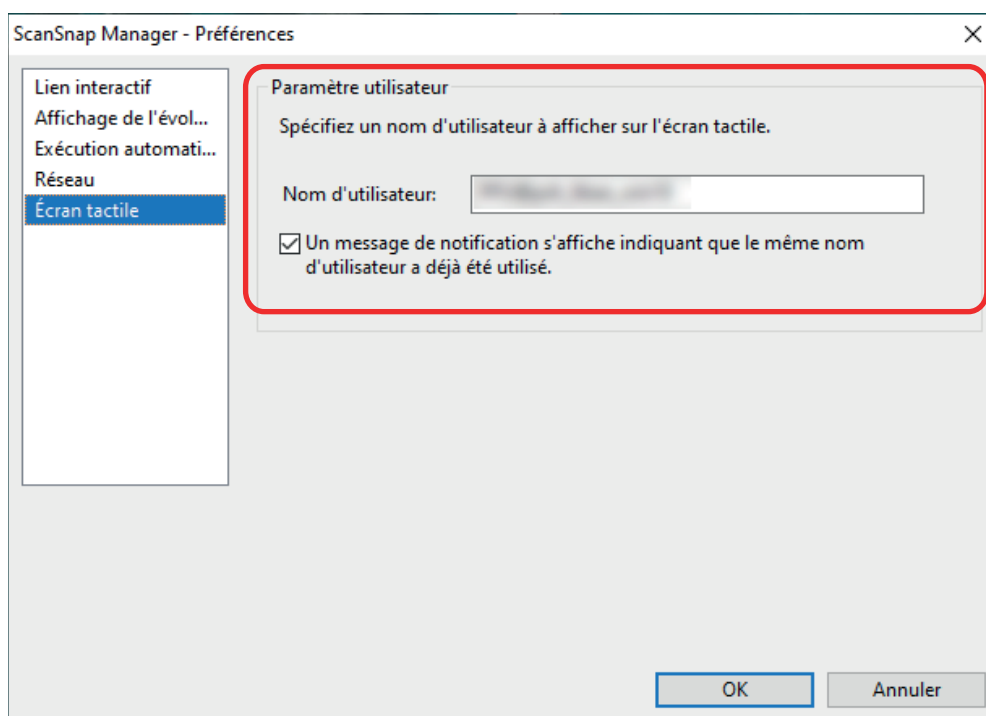 ScanSnap Manager - Préférences
Lien interactif
Affichage de l'évol...
Exécution automati...
Réseau
Écran tactile
Paramètre utilisateur
Spécifiez un nom d'utilisateur à afficher sur l'écran tactile.
Nom d'utilisateur:
Un message de notification s'affiche indiquant que le même nom
d'utilisateur a déjà été utilisé.
OK
Annuler